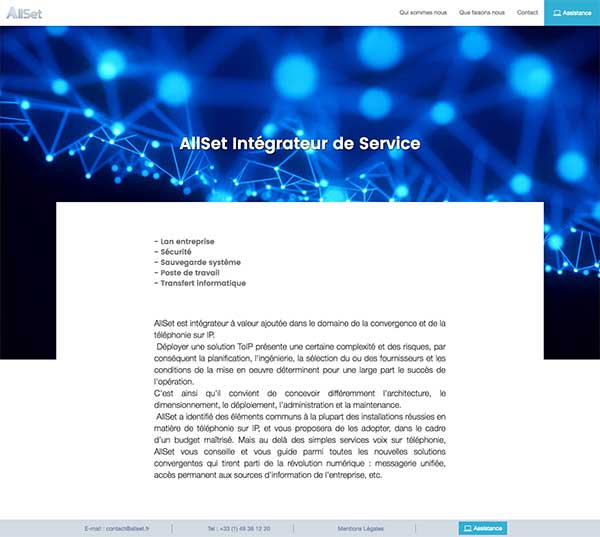 AllSet
Qui sommes nous
Que faisons nous
Contact
Assistance
AllSet Intégrateur de Service
- Lan entreprise
- Sécurité
- Sauvegarde système
- Poste de travail
- Transfert informatique
AllSet est intégrateur à valeur ajoutée dans le domaine de la convergence et de la
téléphonie sur IP.
Déployer une solution ToIP présente une certaine complexité et des risques, par
conséquent la planification, l'ingénierie, la sélection du ou des fournisseurs et les
conditions de la mise en oeuvre déterminent pour une large part le succès de
l'opération.
C'est ainsi qu'il convient de concevoir différemment l'architecture, le
dimensionnement, le déploiement, l'administration et la maintenance.
AllSet a identifié des éléments communs à la plupart des installations réussies en
matière de téléphonie sur IP, et vous proposera de les adopter, dans le cadre
d'un budget maîtrisé. Mais au delà des simples services voix sur téléphonie,
AllSet vous conseille et vous guide parmi toutes les nouvelles solutions
convergentes qui tirent parti de la révolution numérique : messagerie unifiée,
accès permanent aux sources d'information de l'entreprise, etc.
E-mail : contact@allset.fr
Tel : +33 (1) 49 38 12 20
Mentions Légales
Assistance